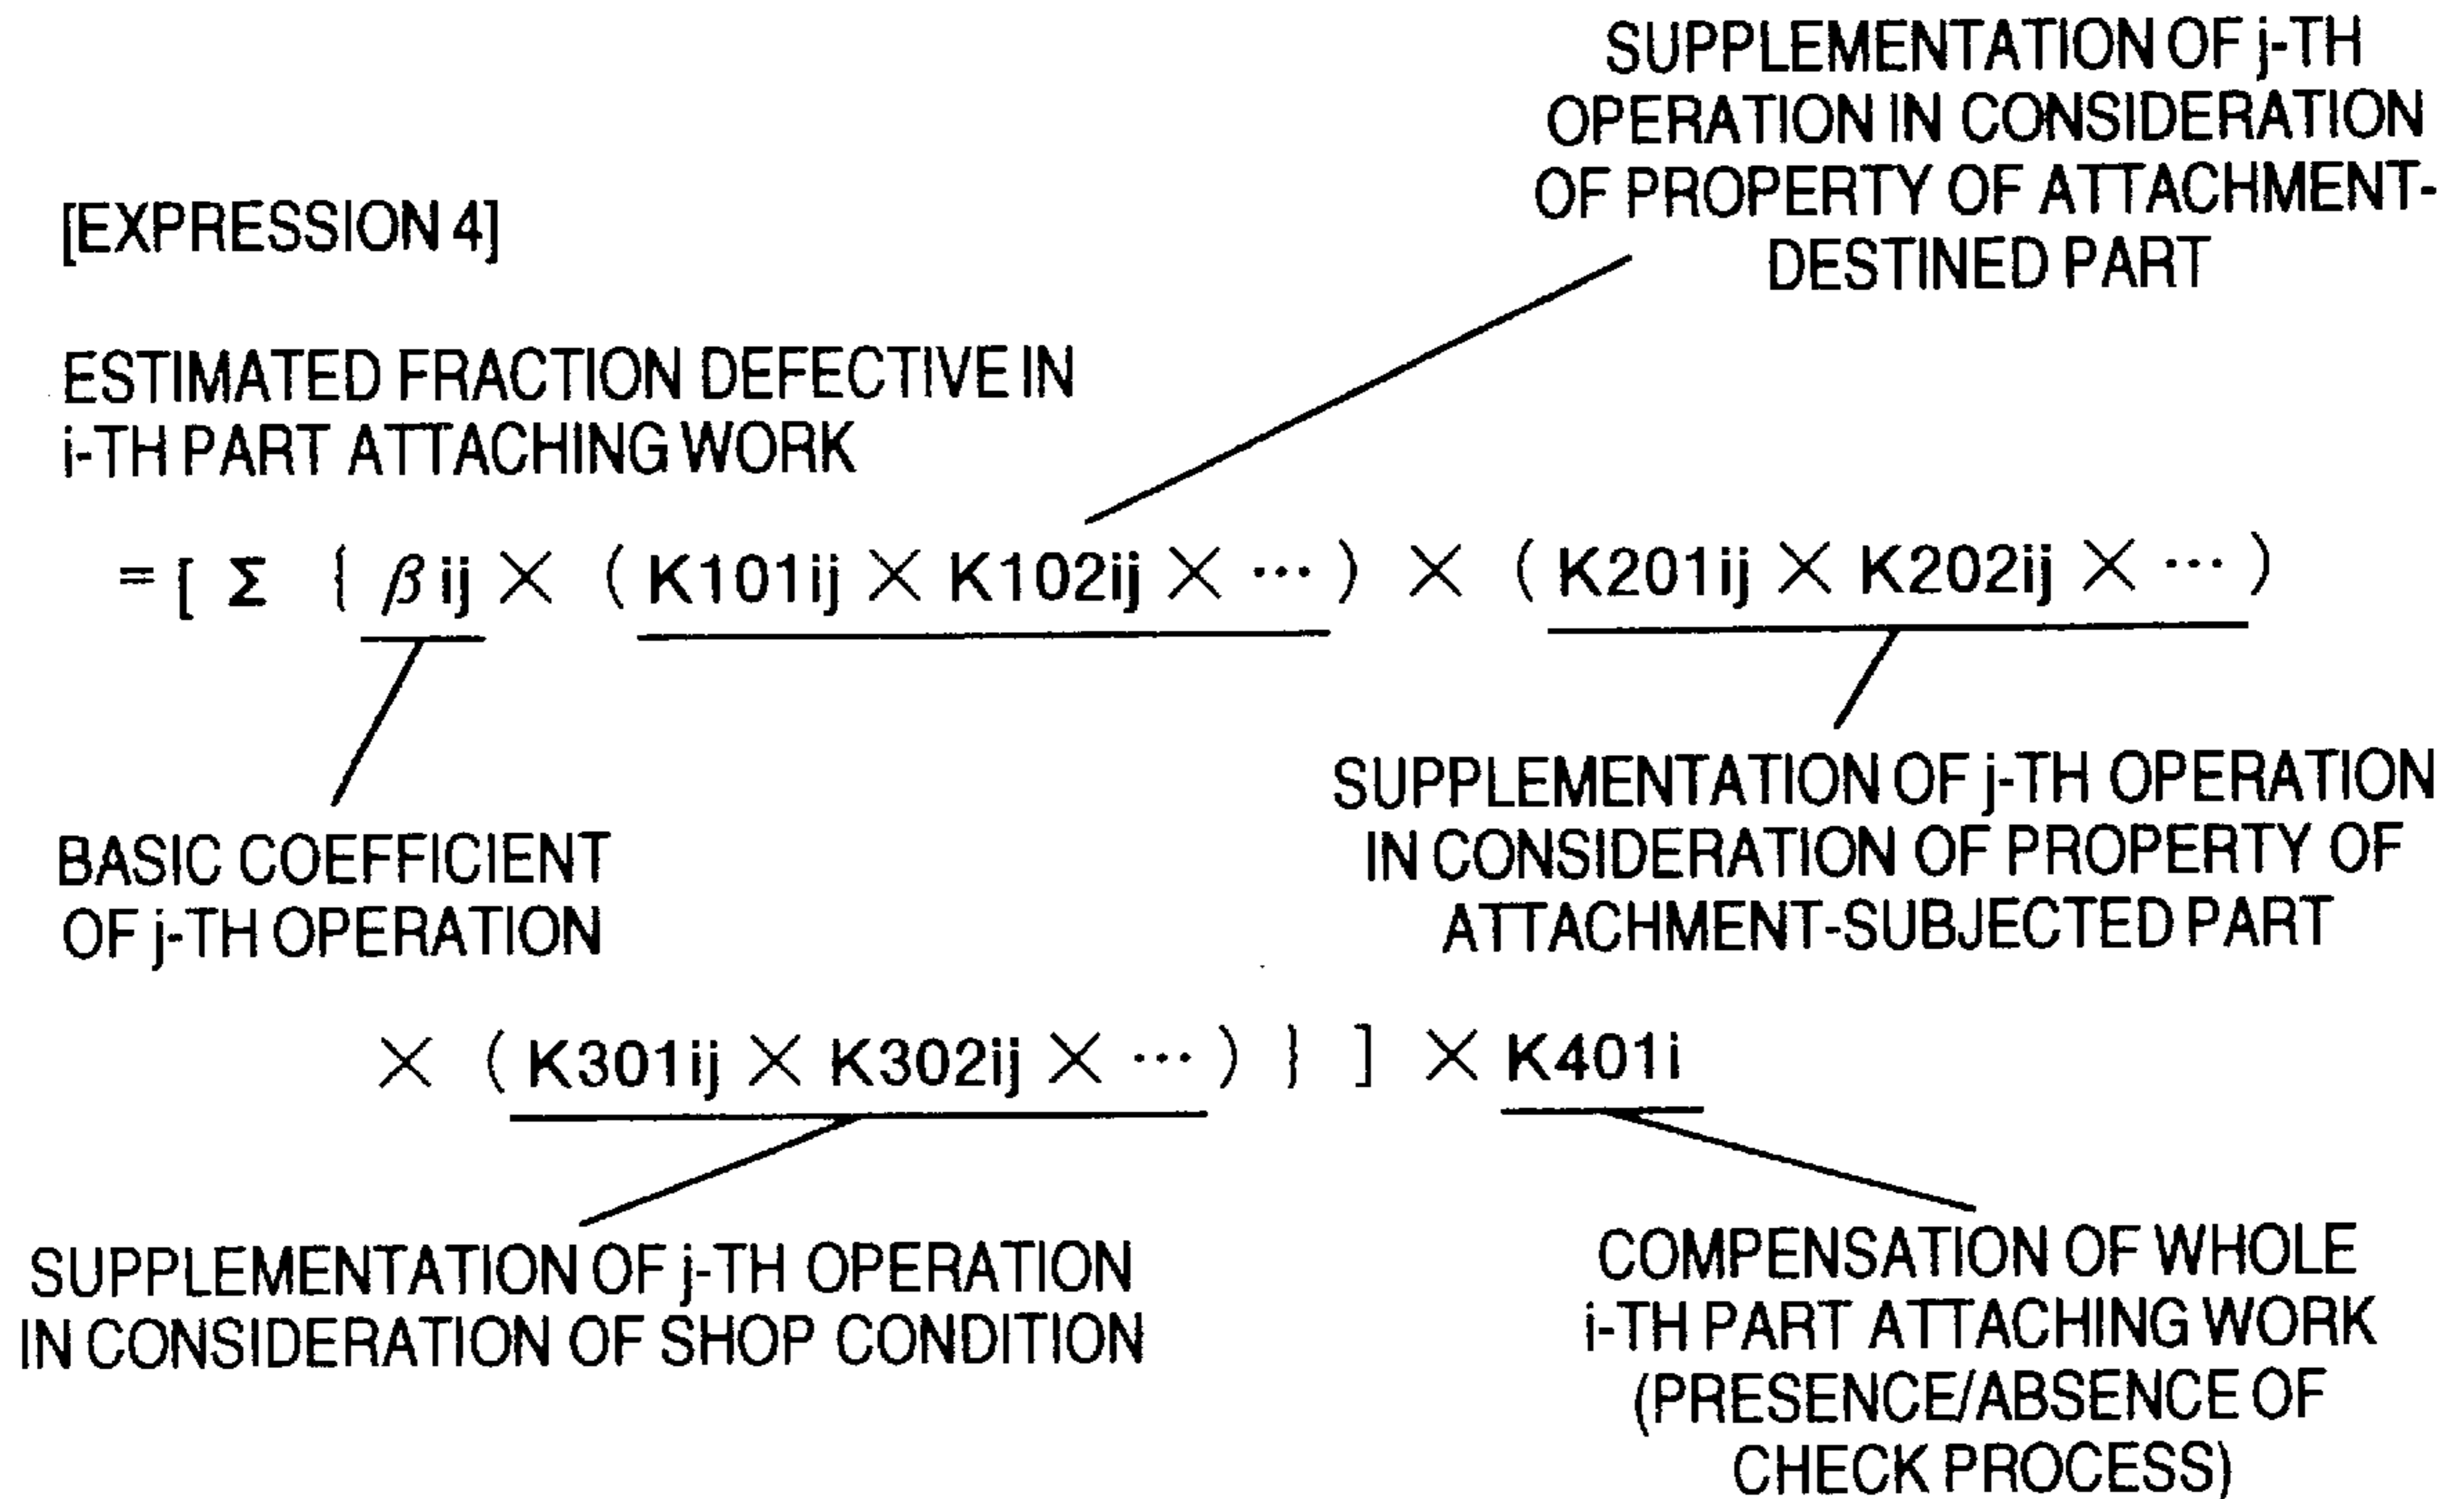 SUPPLEMENTATION OF j-TH
OPERATION IN CONSIDERATION
OF PROPERTY OF ATTACHMENT-
DESTINED PART
[EXPRESSION 4]
ESTIMATED FRACTION DEFECTIVE IN
i-TH PART ATTACHING WORK
= [ Σ { βij × ( K101ij × K102ij × ··· ) × ( K201ij × K202ij × ··· )
BASIC COEFFICIENT
OF j-TH OPERATION
SUPPLEMENTATION OF j-TH OPERATION
IN CONSIDERATION OF PROPERTY OF
ATTACHMENT-SUBJECTED PART
× ( K301ij × K302ij × ··· ) } ] × K401i
SUPPLEMENTATION OF j-TH OPERATION
IN CONSIDERATION OF SHOP CONDITION
COMPENSATION OF WHOLE
i-TH PART ATTACHING WORK
(PRESENCE/ABSENCE OF
CHECK PROCESS)